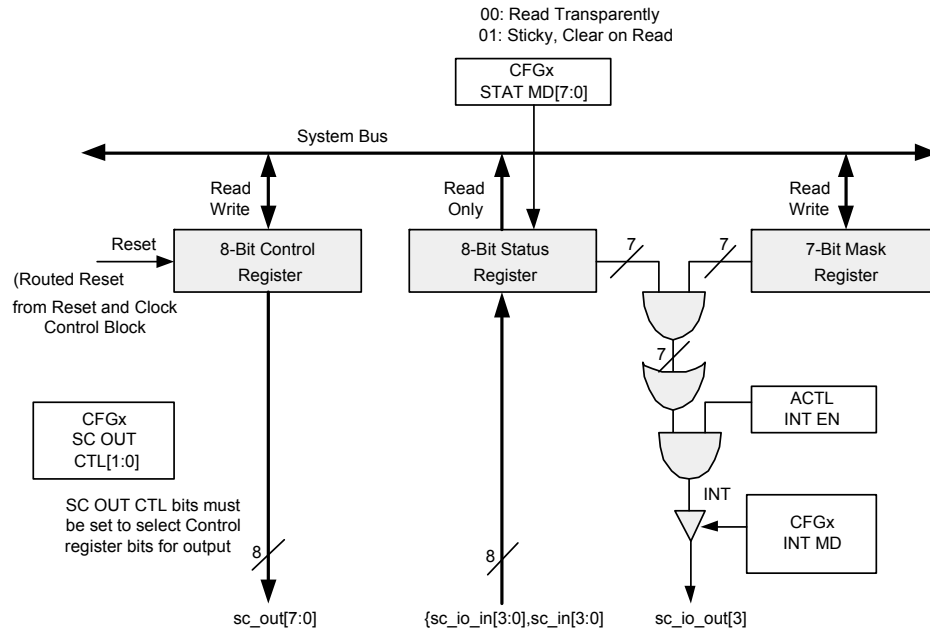 00: Read Transparently
01: Sticky, Clear on Read
CFGx
STAT MD[7:0]
System Bus
Read
Write
Read
Only
Read
Write
Reset
(Routed Reset
from Reset and Clock
Control Block
8-Bit Control
Register
8-Bit Status
Register
7
7
7-Bit Mask
Register
7
CFGx
SC OUT
CTL[1:0]
ACTL
INT EN
SC OUT CTL bits must
be set to select Control
register bits for output
INT
CFGx
INT MD
8
8
sc_out[7:0]
{sc_io_in[3:0],sc_in[3:0]
sc_io_out[3]